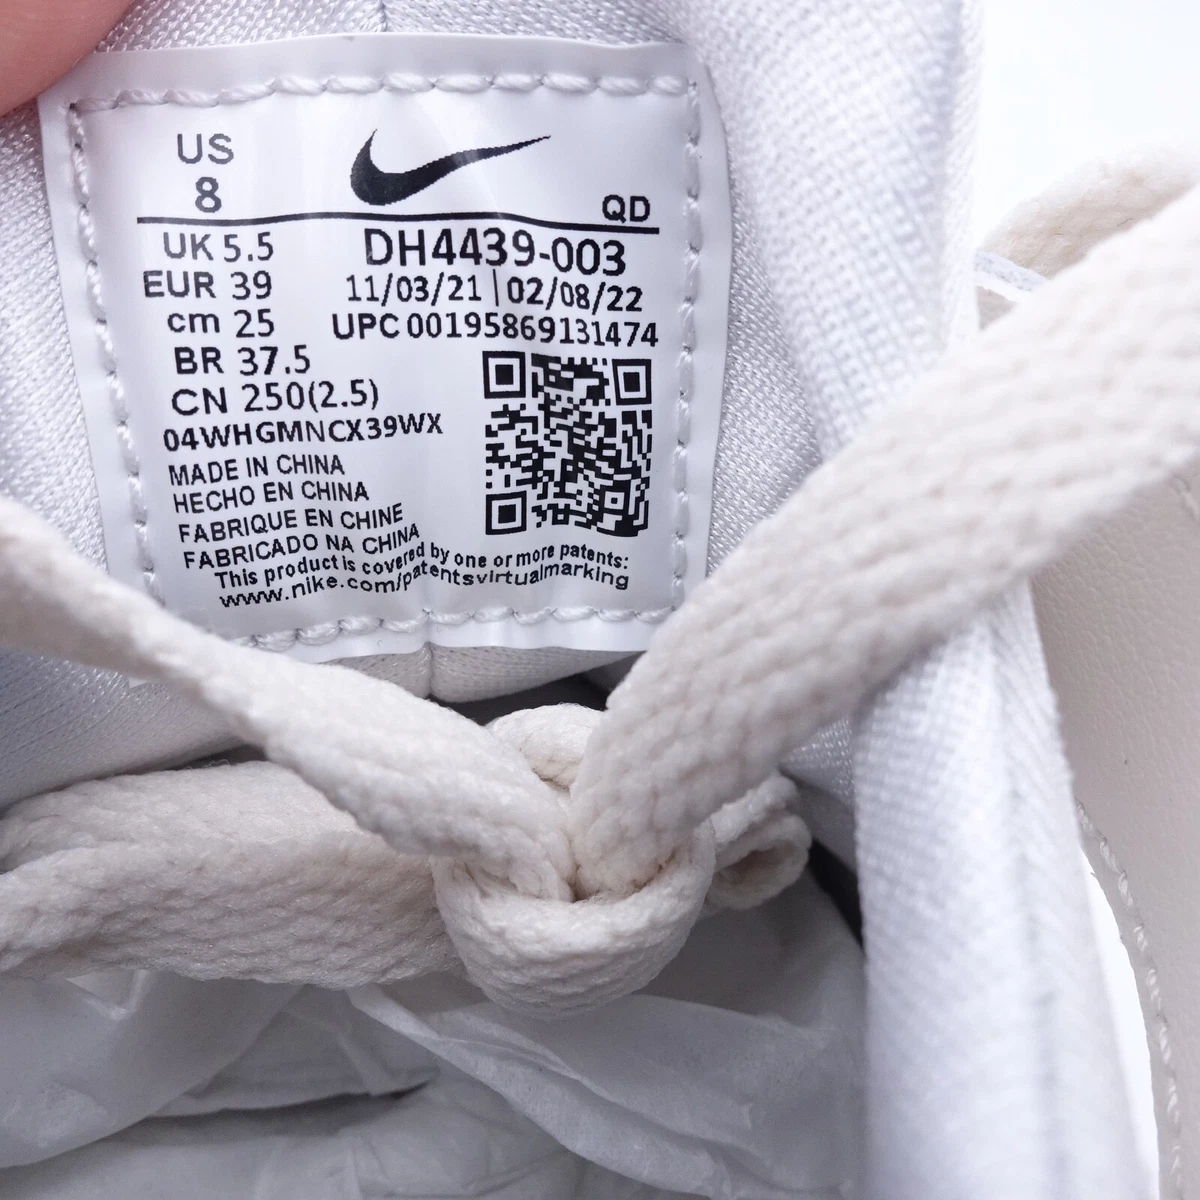 US
8
QD
UK 5.5
EUR 39
cm 25
BR 37.5
CN 250(2.5)
DH4439-003
11/03/21 | 02/08/22
UPC 00195869131474
04WHGMNCX39WX
MADE IN CHINA
HECHO EN CHINA
FABRIQUE EN CHINE
FABRICADO NA CHINA
This product is covered by one or more patents:
www.nike.com/patentsvirtualmarking